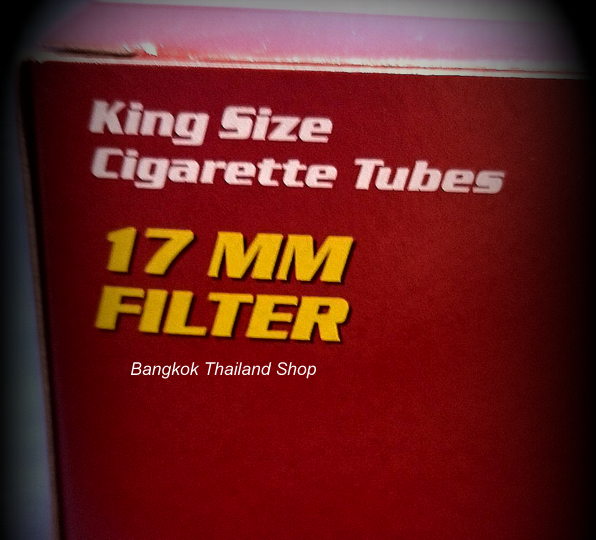 King Size
Cigarette Tubes
17 MM
FILTER
Bangkok Thailand Shop